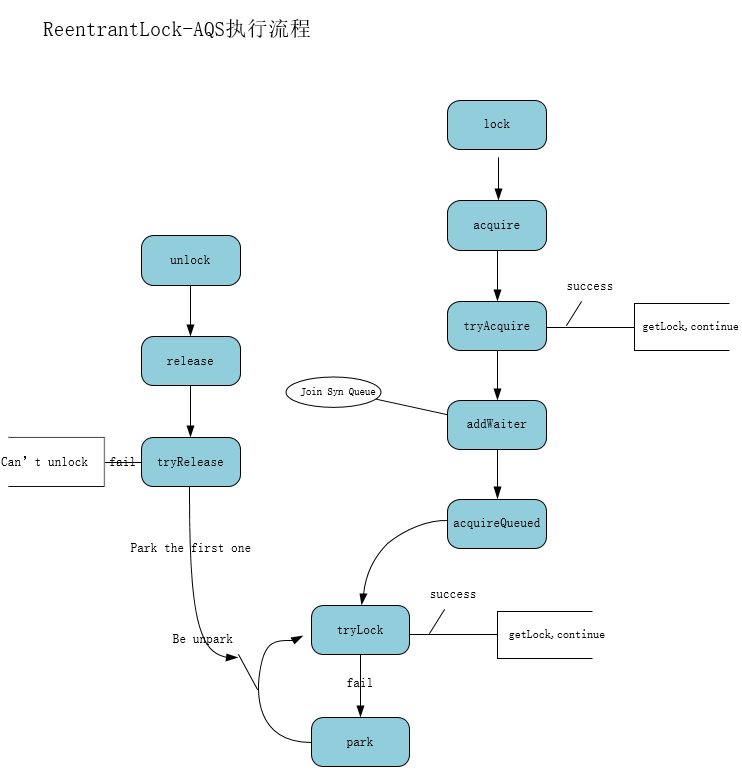 ReentrantLock-AQS执行流程
lock
acquire
unlock
success
tryAcquire
getLock,continue
release
Join Syn Queue
addWaiter
Can't unlock
fail
tryRelease
acquireQueued
Park the first one
success
tryLock
getLock,continue
Be unpark
fail
park